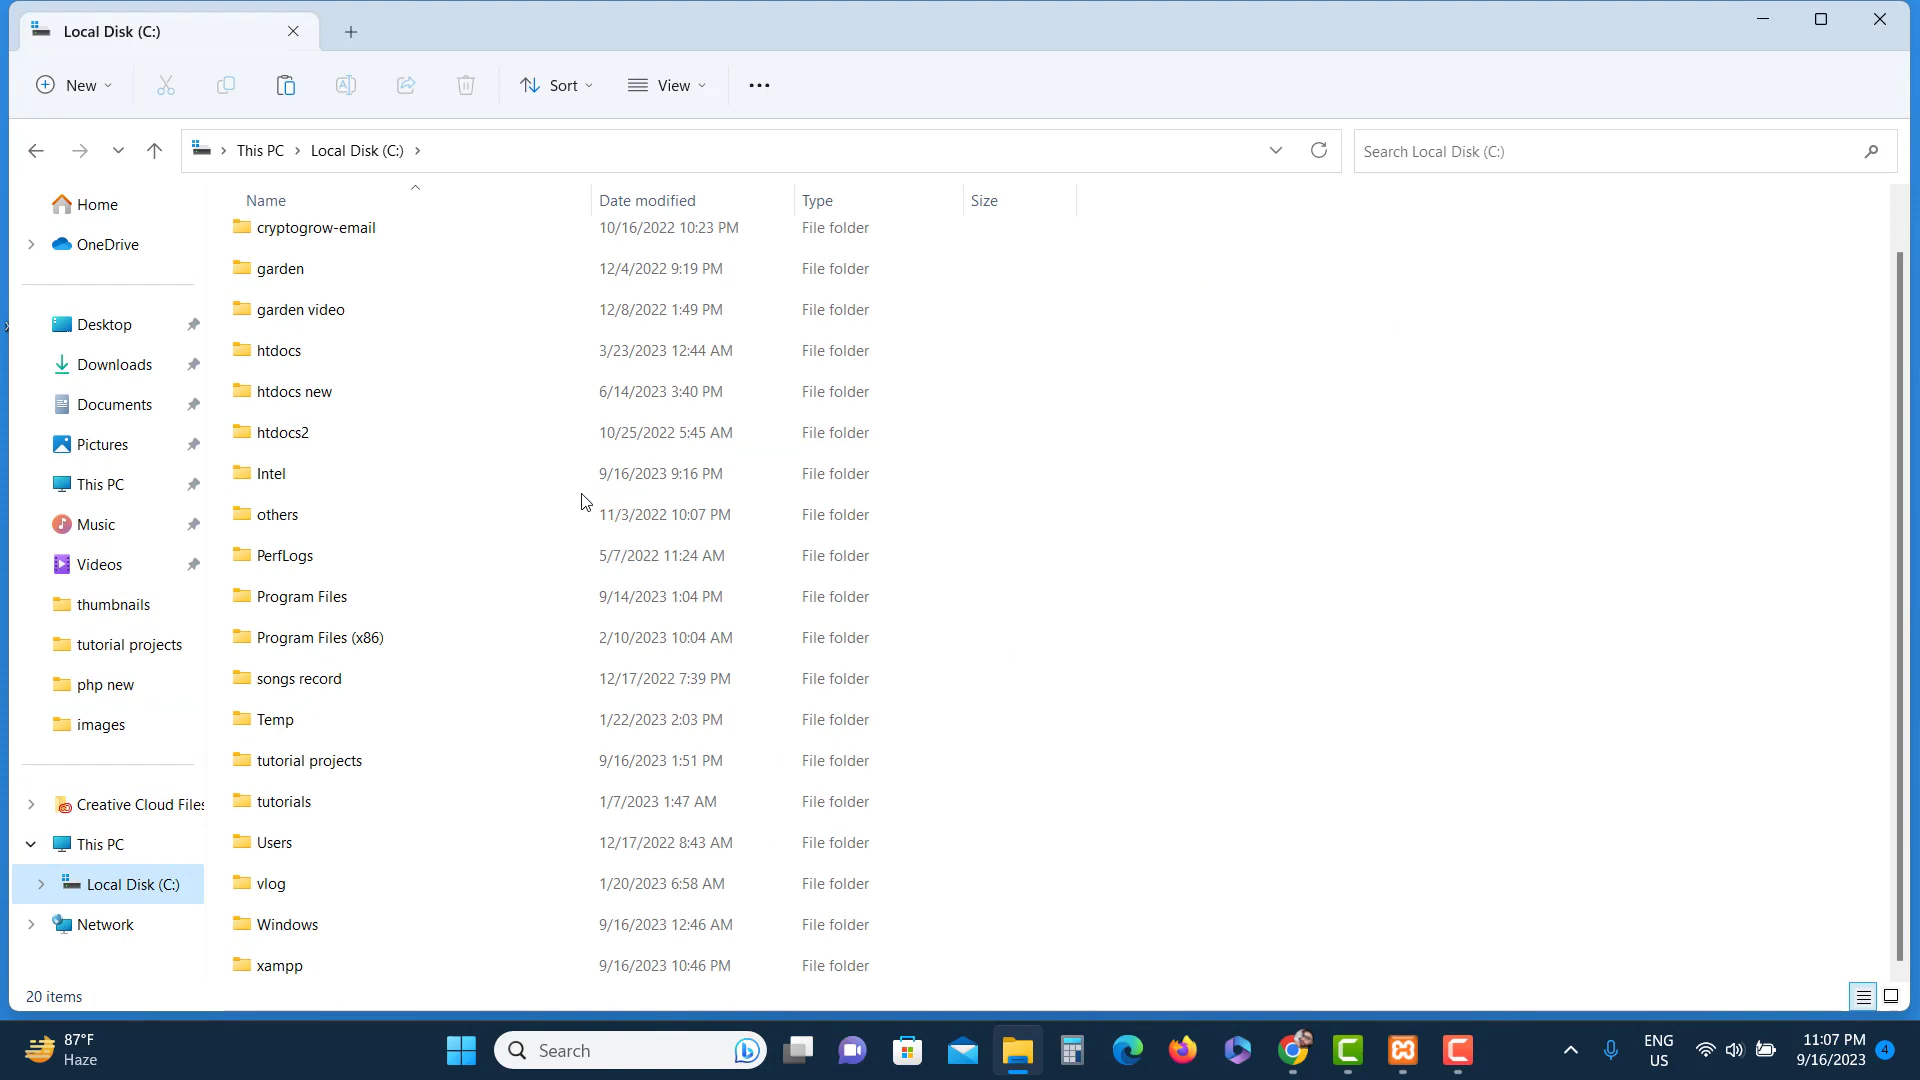 Local Disk (C:)
New
Sort
View
This PC
Local Disk (C:)
Search Local Disk (C:)
Home
OneDrive
Desktop
Downloads
Documents
Pictures
This PC
Music
Videos
thumbnails
tutorial projects
php new
images
Creative Cloud Files
This PC
Local Disk (C:)
Network
Name Date modified Type Size
cryptogrow-email 10/16/2022 10:23 PM File folder
garden 12/4/2022 9:19 PM File folder
garden video 12/8/2022 1:49 PM File folder
htdocs 3/23/2023 12:44 AM File folder
htdocs new 6/14/2023 3:40 PM File folder
htdocs2 10/25/2022 5:45 AM File folder
Intel 9/16/2023 9:16 PM File folder
others 11/3/2022 10:07 PM File folder
PerfLogs 5/7/2022 11:24 AM File folder
Program Files 9/14/2023 1:04 PM File folder
Program Files (x86) 2/10/2023 10:04 AM File folder
songs record 12/17/2022 7:39 PM File folder
Temp 1/22/2023 2:03 PM File folder
tutorial projects 9/16/2023 1:51 PM File folder
tutorials 1/7/2023 1:47 AM File folder
Users 12/17/2022 8:43 AM File folder
vlog 1/20/2023 6:58 AM File folder
Windows 9/16/2023 12:46 AM File folder
xampp 9/16/2023 10:46 PM File folder
20 items
87°F
Haze
Search
ENG
US
11:07 PM
9/16/2023
4